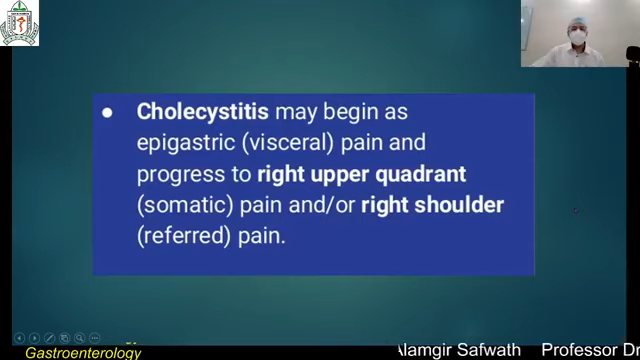 ● Cholecystitis may begin as
epigastric (visceral) pain and
progress to right upper quadrant
(somatic) pain and/or right shoulder
(referred) pain.
Gastroenterology
Alamgir Safwath Professor Dr